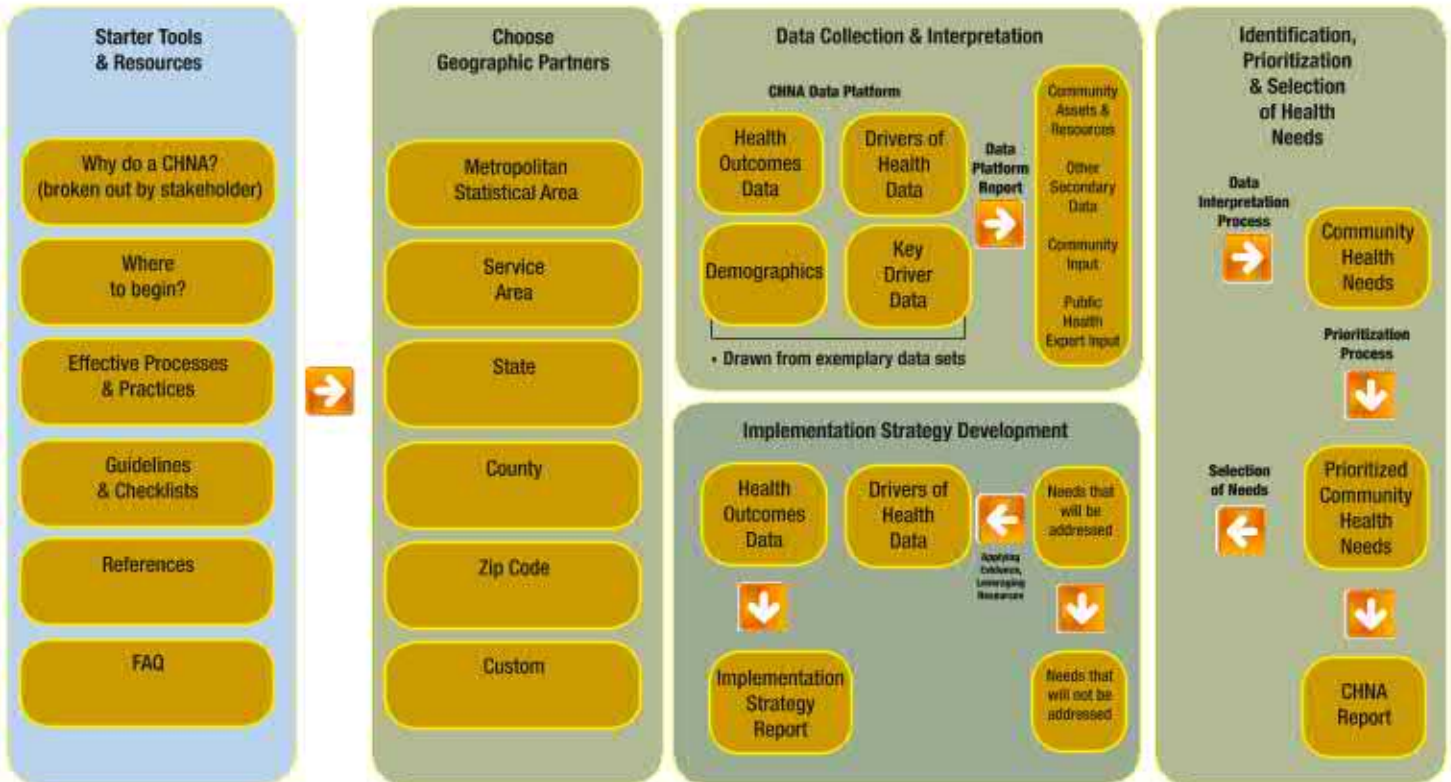 Starter Tools
& Resources
Why do a CHNA?
(broken out by stakeholder)
Where
to begin?
Effective Processes
& Practices
Guidelines
& Checklists
References
FAQ
Choose
Geographic Partners
Metropolitan
Statistical Area
Service
Area
State
County
Zip Code
Custom
Data Collection & Interpretation
CHNA Data Platform
Health
Outcomes
Data
Drivers of
Health
Data
Demographics
Key
Driver
Data
• Drawn from exemplary data sets
Data
Platform
Report
Community
Assets &
Resources
Other
Secondary
Data
Community
Input
Public
Health
Expert Input
Implementation Strategy Development
Health
Outcomes
Data
Drivers of
Health
Data
Applying
Evidence,
Leveraging
Resources
Needs that
will be
addressed
Implementation
Strategy
Report
Needs that
will not be
addressed
Identification,
Prioritization
& Selection
of Health
Needs
Data
Interpretation
Process
Community
Health
Needs
Prioritization
Process
Selection
of Needs
Prioritized
Community
Health
Needs
CHNA
Report